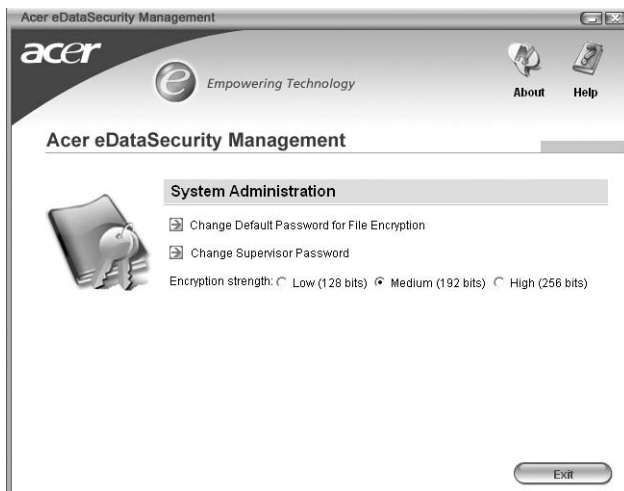 Acer eDataSecurity Management
acer
e Empowering Technology
About
Help
Acer eDataSecurity Management
System Administration
Change Default Password for File Encryption
Change Supervisor Password
Encryption strength: Low (128 bits) Medium (192 bits) High (256 bits)
Exit